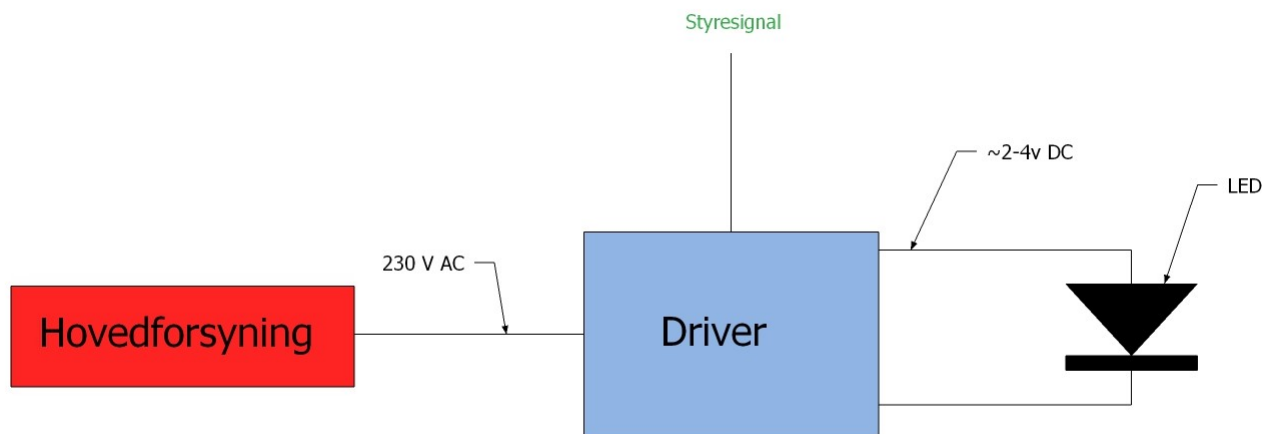 Styresignal
~2-4v DC
LED
230 V AC
Hovedforsyning
Driver